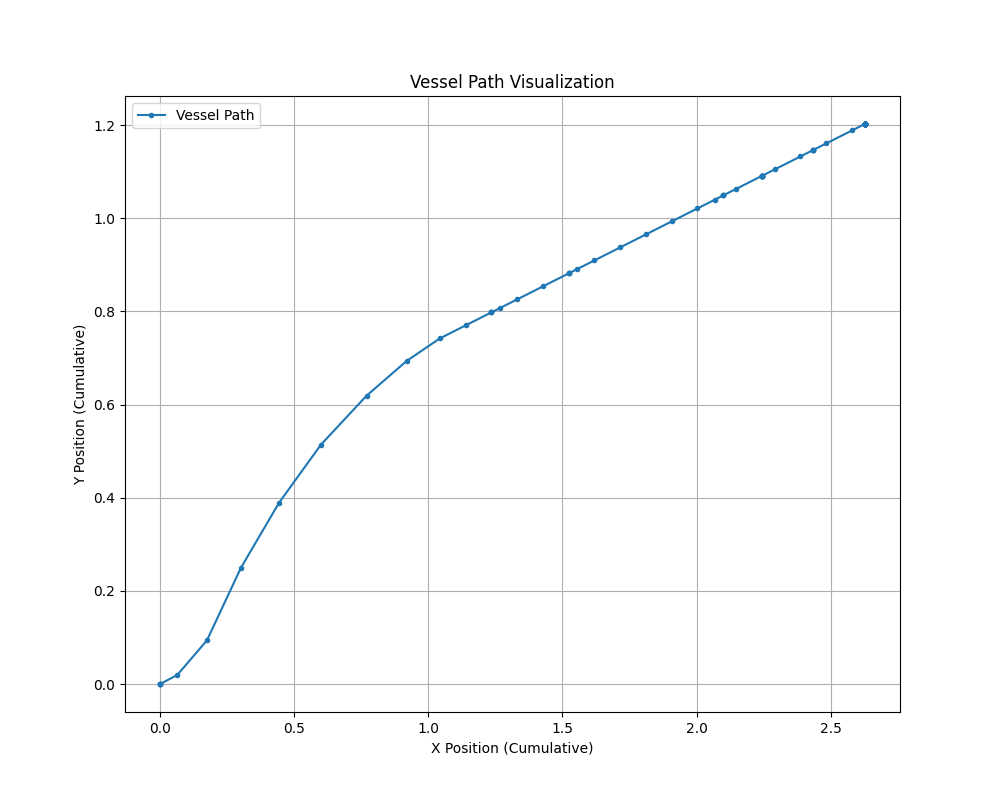 Vessel Path Visualization
Vessel Path
Y Position (Cumulative)
1.2
1.0
0.8
0.6
0.4
0.2
0.0
0.0 0.5 1.0 1.5 2.0 2.5
X Position (Cumulative)